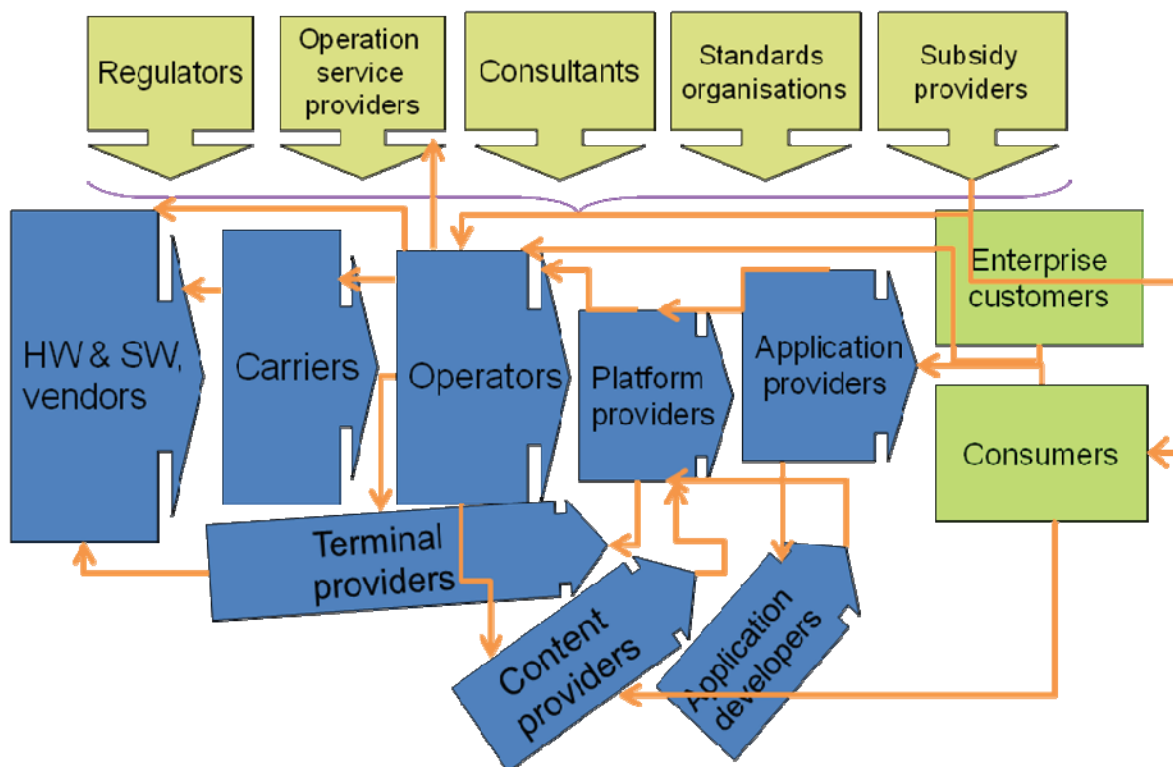 Regulators
Operation
service
providers
Consultants
Standards
organisations
Subsidy
providers
HW & SW,
vendors
Carriers
Operators
Platform
providers
Application
providers
Enterprise
customers
Consumers
Terminal
providers
Content
providers
Application
developers